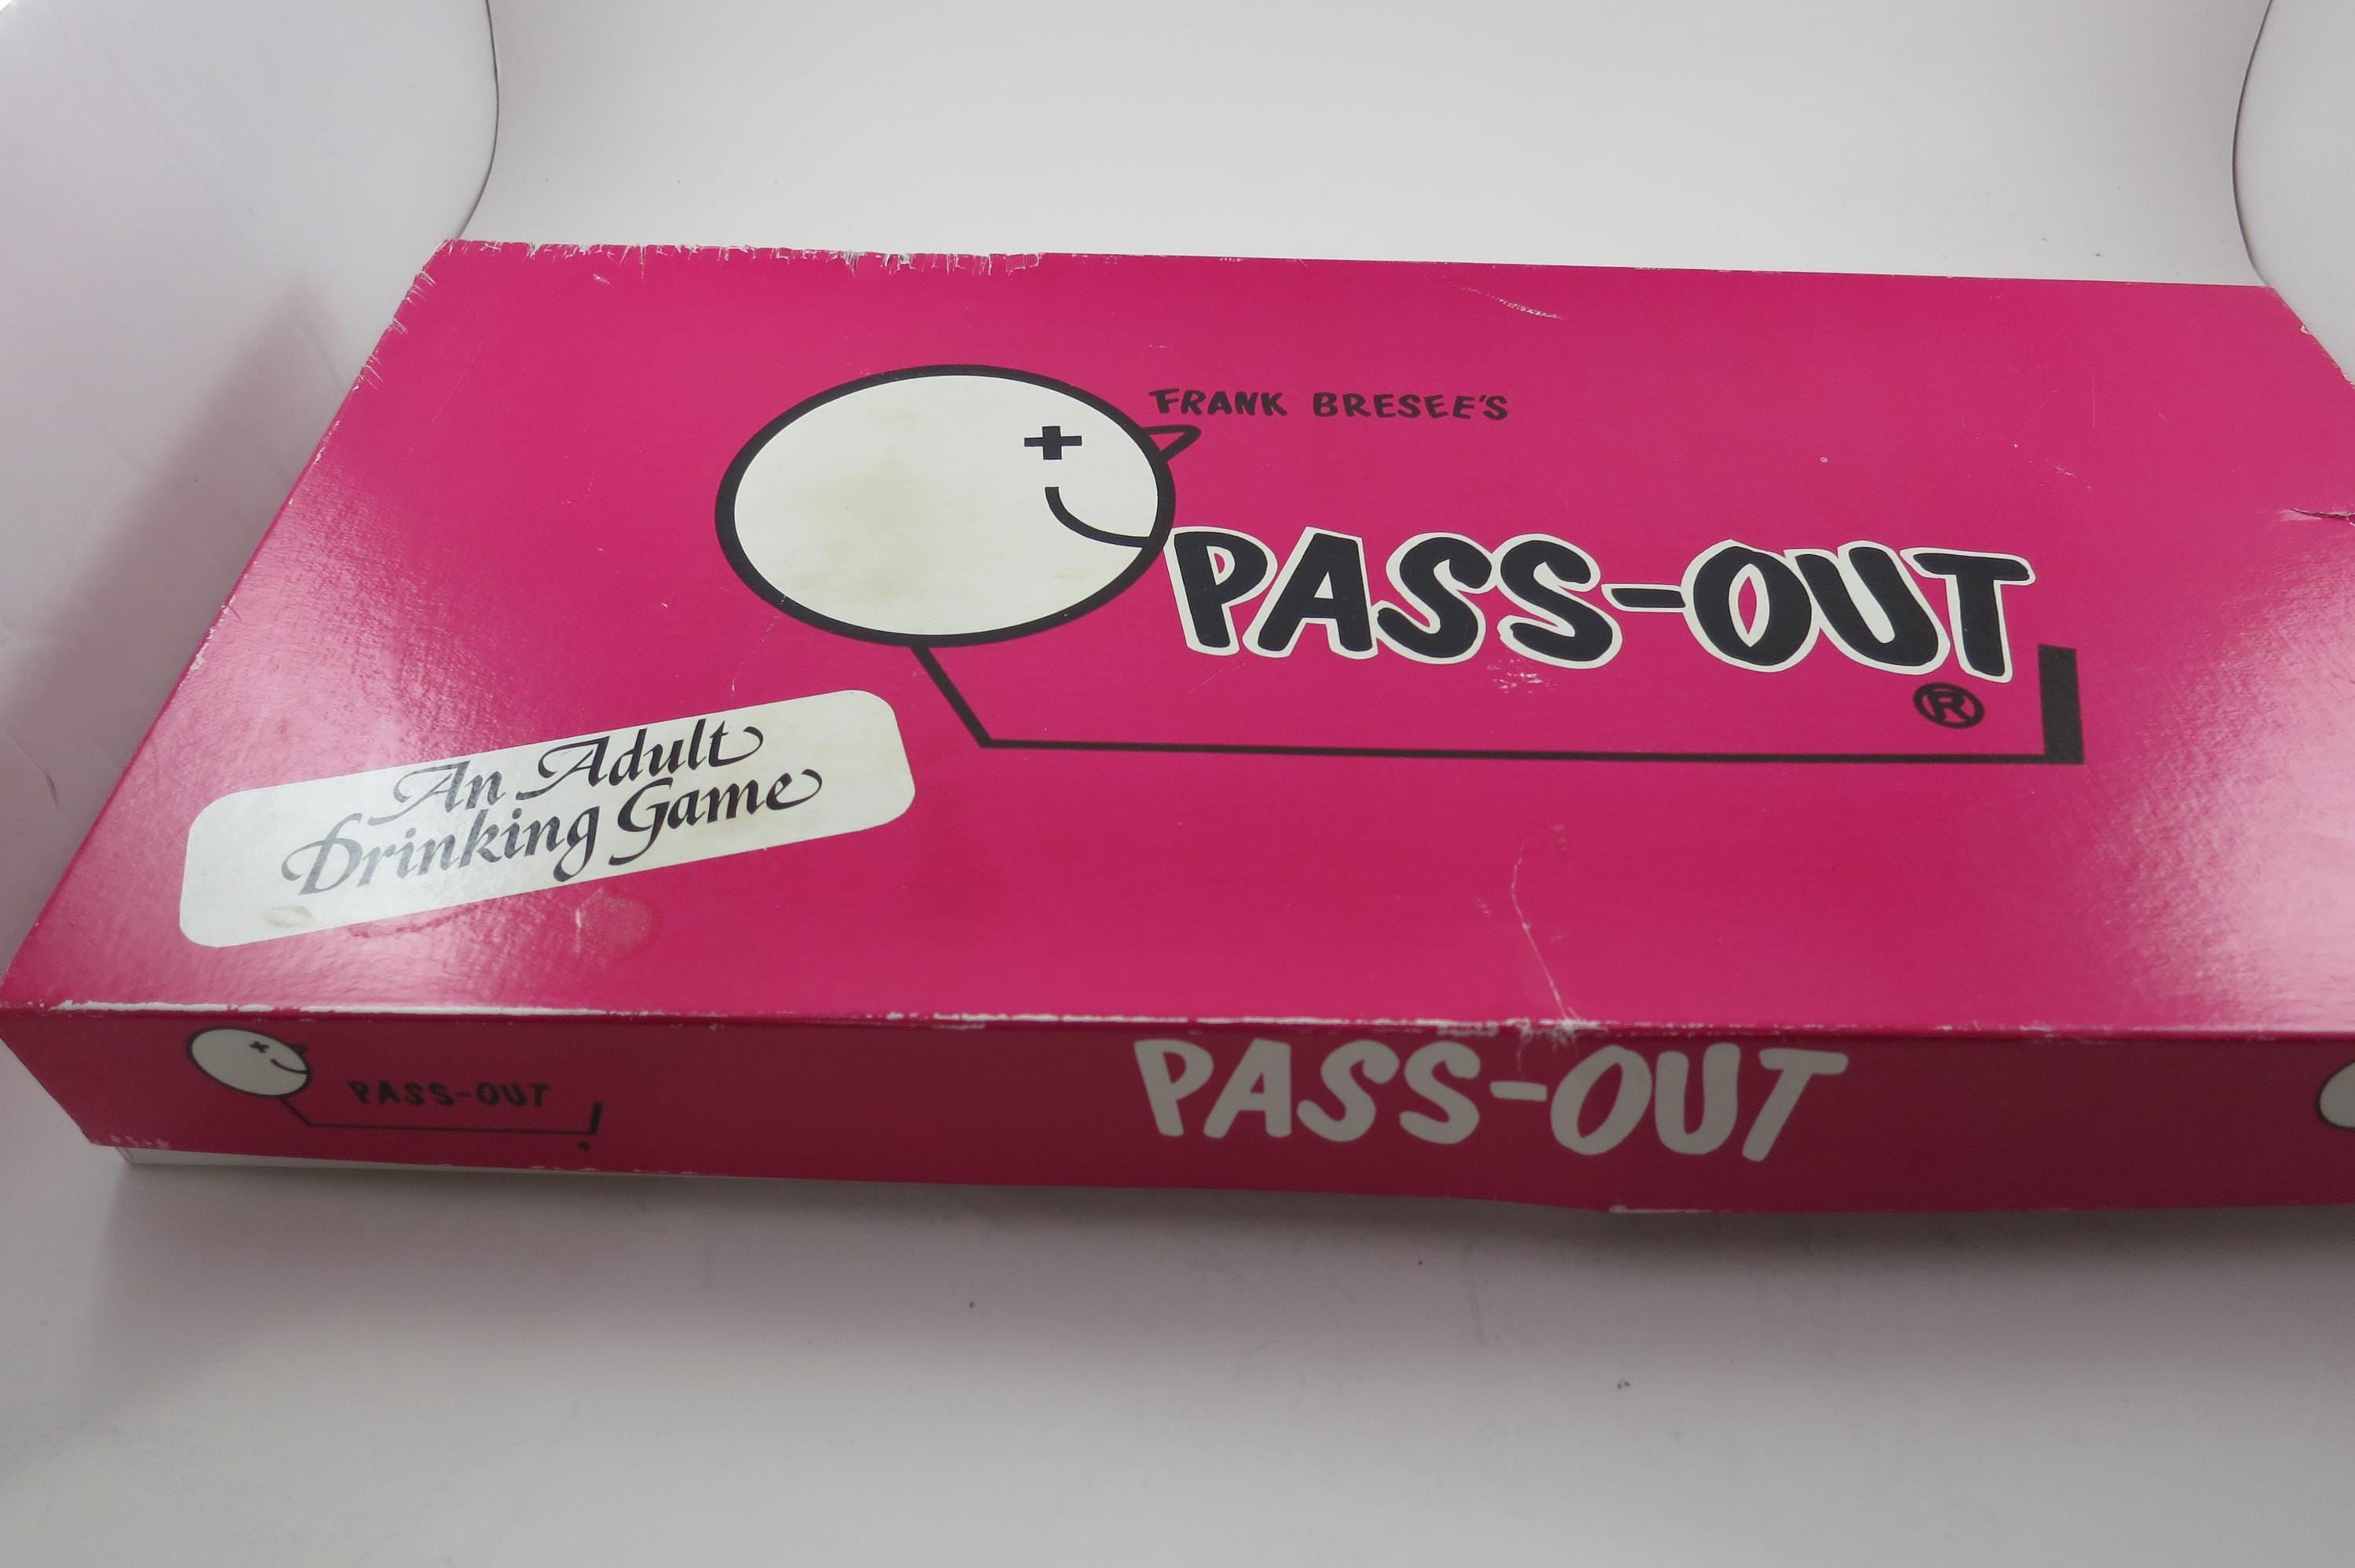 FRANK BRESEE'S
PASS-OUT
®
An Adult
Drinking Game
PASS-OUT
PASS-OUT